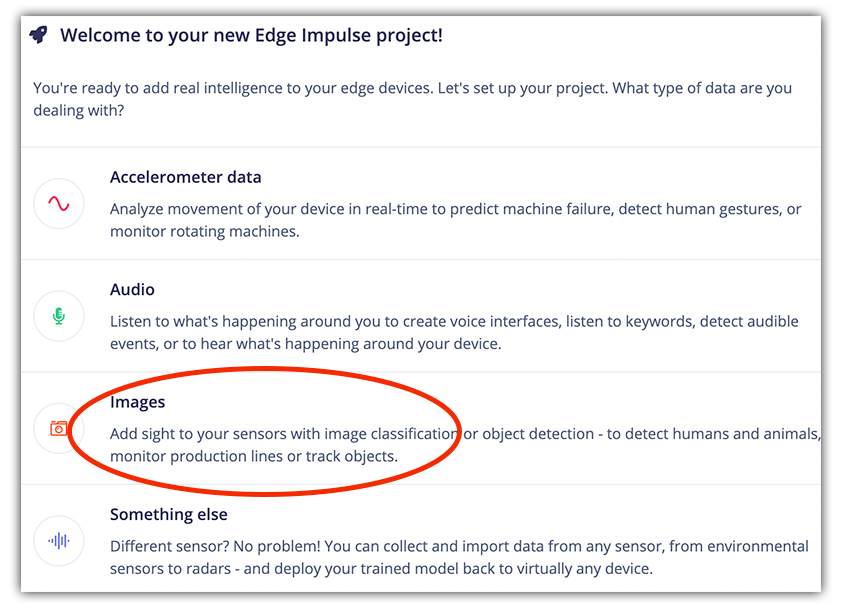 Welcome to your new Edge Impulse project!
You're ready to add real intelligence to your edge devices. Let's set up your project. What type of data are you
dealing with?
Accelerometer data
Analyze movement of your device in real-time to predict machine failure, detect human gestures, or
monitor rotating machines.
Audio
Listen to what's happening around you to create voice interfaces, listen to keywords, detect audible
events, or to hear what's happening around your device.
Images
Add sight to your sensors with image classification or object detection - to detect humans and animals,
monitor production lines or track objects.
Something else
Different sensor? No problem! You can collect and import data from any sensor, from environmental
sensors to radars - and deploy your trained model back to virtually any device.